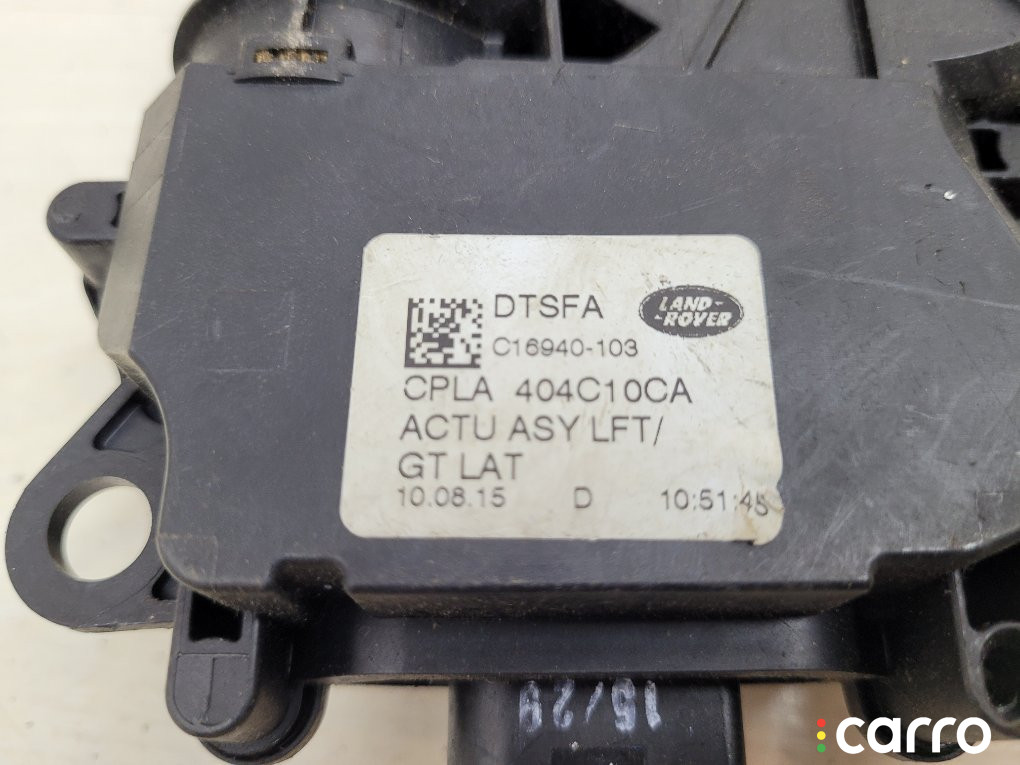 DTSFA
LAND-
-ROVER
C16940-103
CPLA 404C10CA
ACTU ASY LFT/
GT LAT
10.08.15 D 10:51:45
15/29
carro